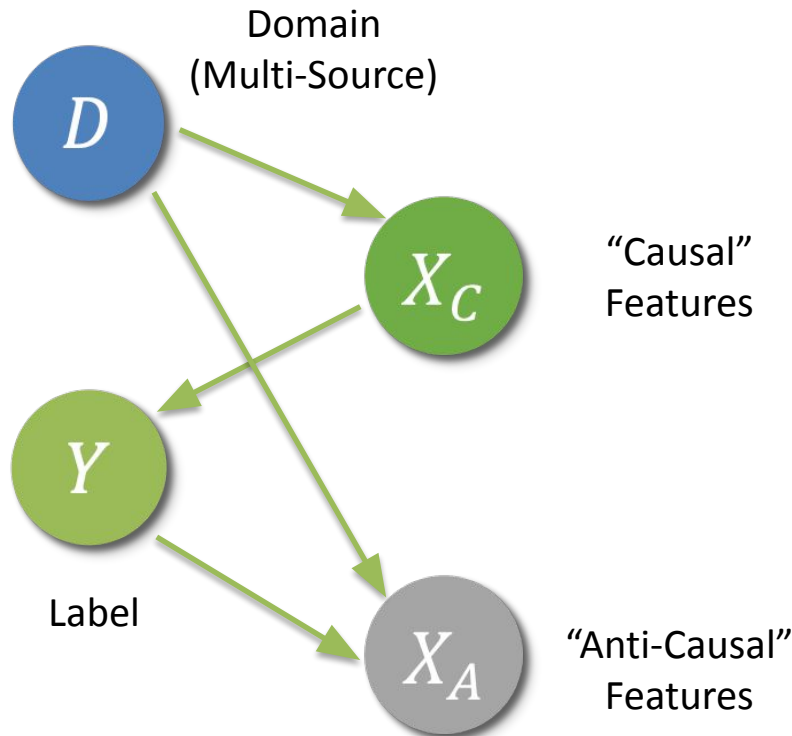 Domain
(Multi-Source)
D
X_C
“Causal”
Features
Y
Label
X_A
“Anti-Causal”
Features